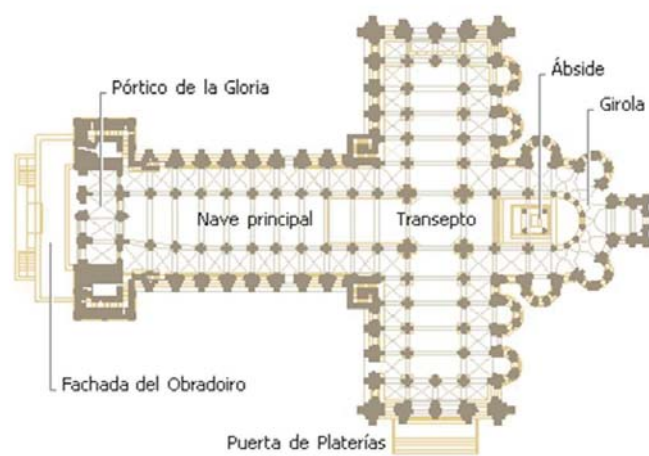 Ábside
Pórtico de la Gloria
Girola
Nave principal
Transepto
Fachada del Obradoiro
Puerta de Platerías